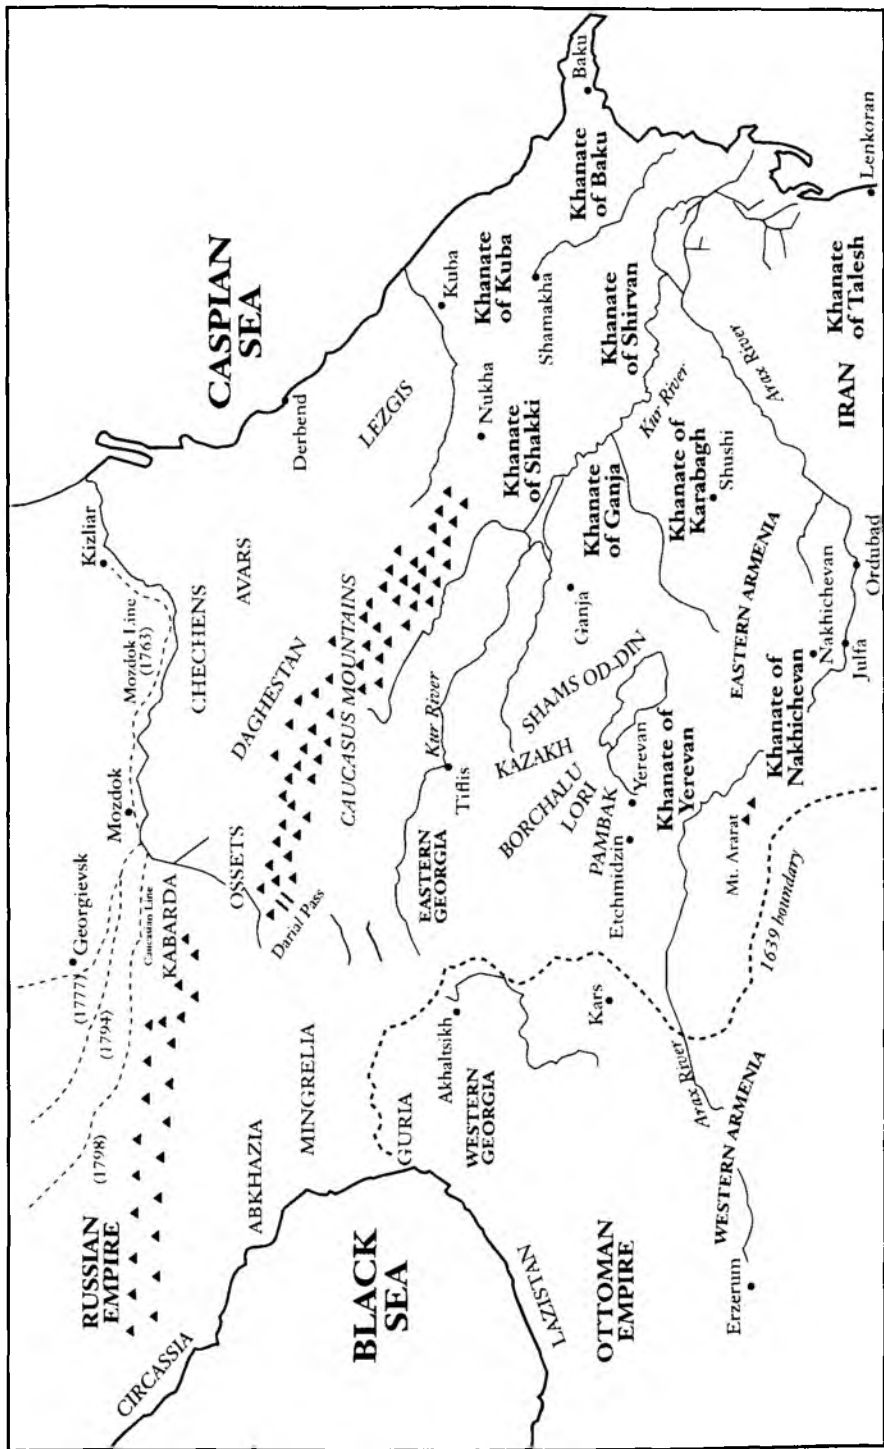 RUSSIAN
EMPIRE
CIRCASSIA
(1777)
Georgievsk
(1794)
(1798)
Caucasian Line
KABARDA
Mozdok
Mozdok Line
(1763)
Kizliar
CHECHENS
AVARS
DAGHESTAN
OSSETS
Darial Pass
CAUCASUS MOUNTAINS
ABKHAZIA
MINGRELIA
GURIA
BLACK
SEA
CASPIAN
SEA
Derbend
LEZGIS
Kuba
Khanate
of Kuba
Nukha
Khanate
of Shakki
Shamakha
Khanate
of Baku
Baku
Khanate
of Shirvan
Kur River
Tiflis
EASTERN
GEORGIA
Akhaltsikh
WESTERN
GEORGIA
LAZISTAN
OTTOMAN
EMPIRE
KAZAKH
SHAMS OD-DIN
BORCHALU
LORI
PAMBAK
Ganja
Khanate
of Ganja
Kur River
Khanate of
Karabagh
Shushi
Arax River
Kars
Etchmidzin
Yerevan
Khanate of
Yerevan
EASTERN ARMENIA
Arax River
WESTERN ARMENIA
Erzerum
Mt. Ararat
1639 boundary
Khanate of
Nakhichevan
Nakhichevan
Julfa
Ordubad
IRAN
Khanate
of Talesh
Lenkoran